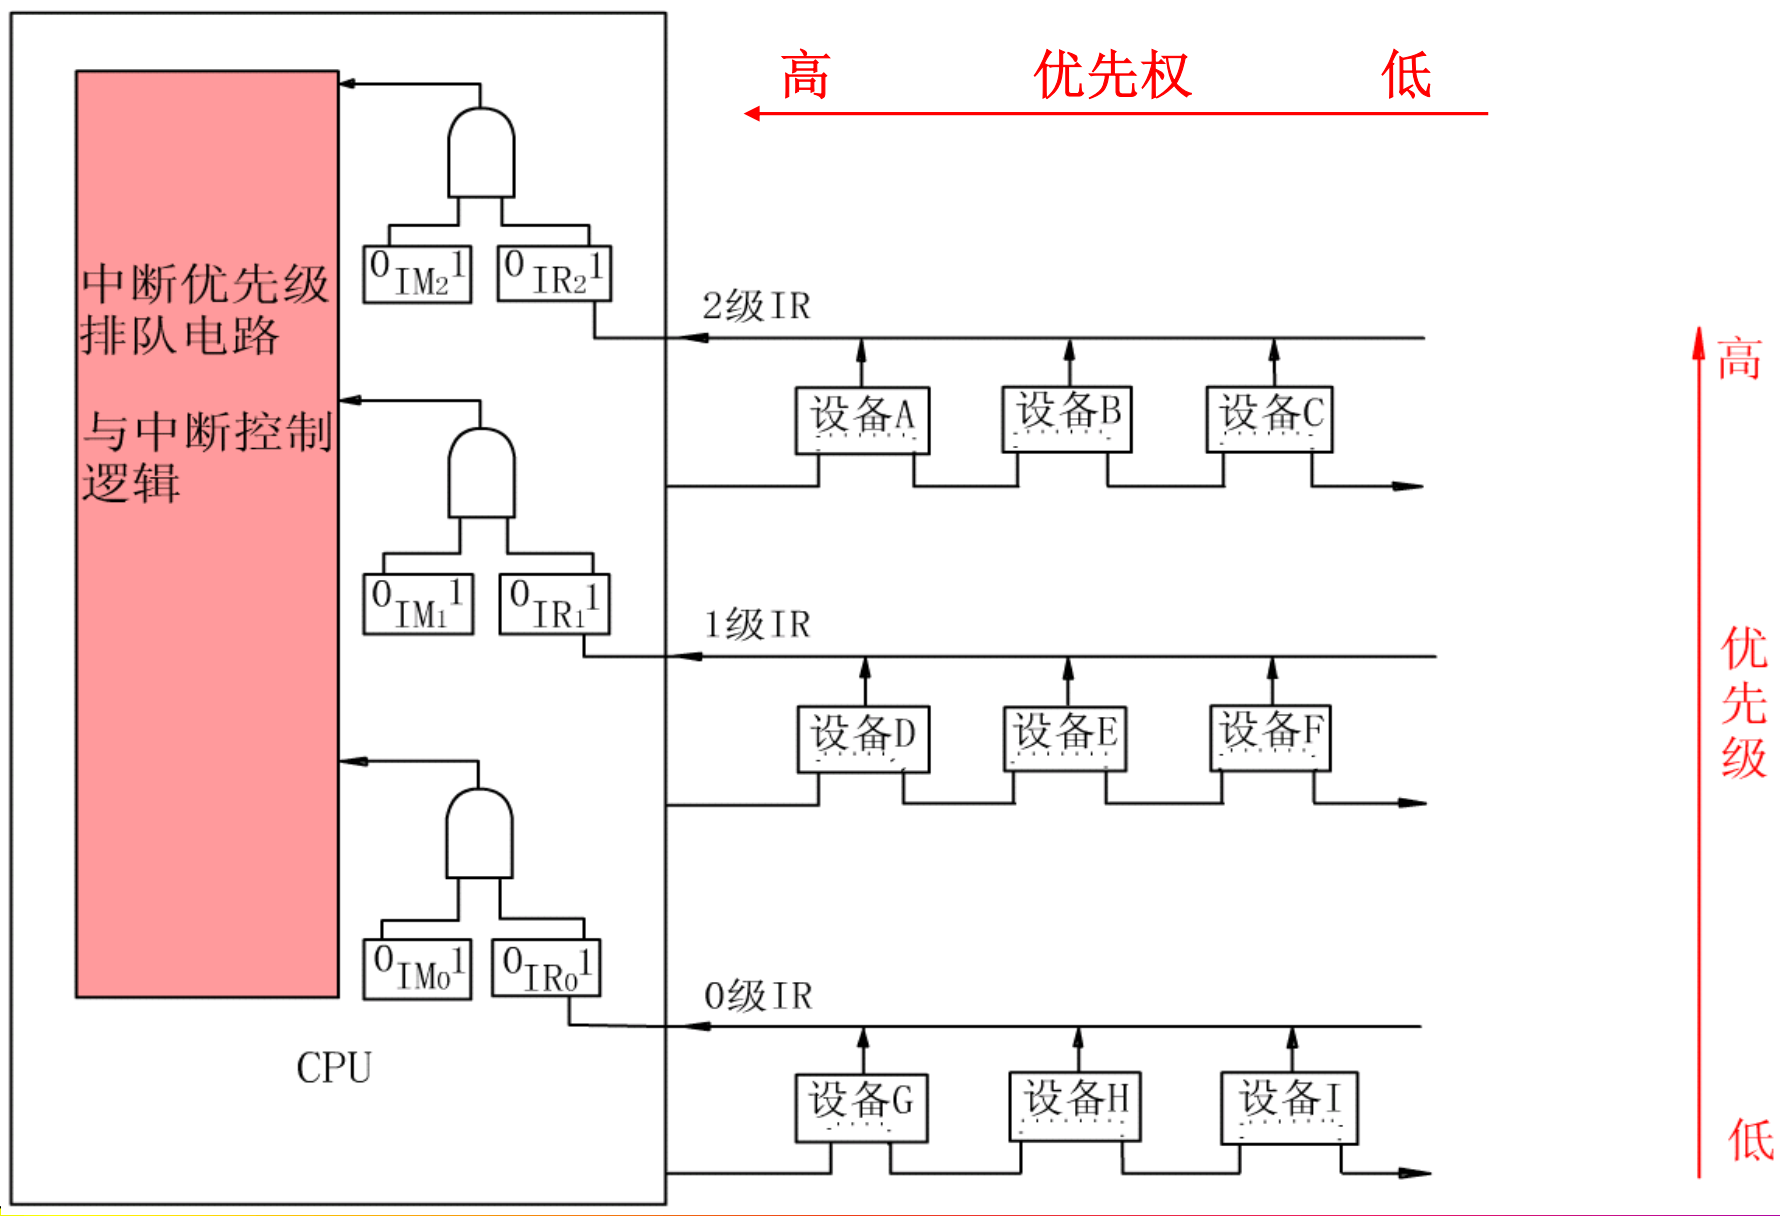 高 优先权 低
中断优先级
排队电路
与中断控制
逻辑
0 IM2 1
0 IR2 1
2级IR
设备A
设备B
设备C
高
0 IM1 1
0 IR1 1
1级IR
设备D
设备E
设备F
优先级
0 IM0 1
0 IR0 1
0级IR
设备G
设备H
设备I
低
CPU